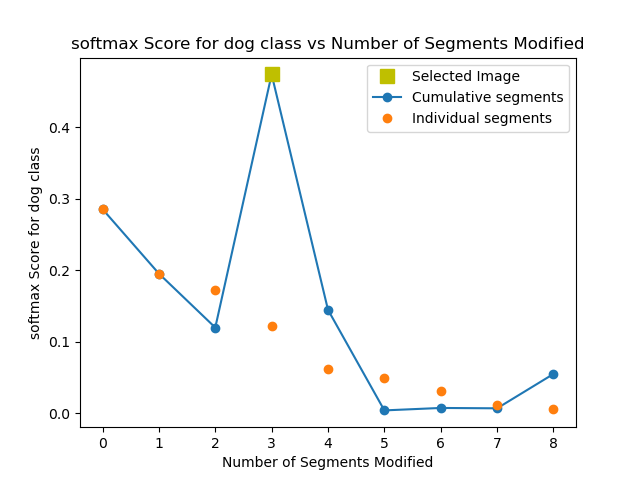 softmax Score for dog class vs Number of Segments Modified
Selected Image
Cumulative segments
Individual segments
softmax Score for dog class
0.4
0.3
0.2
0.1
0.0
0 1 2 3 4 5 6 7 8
Number of Segments Modified